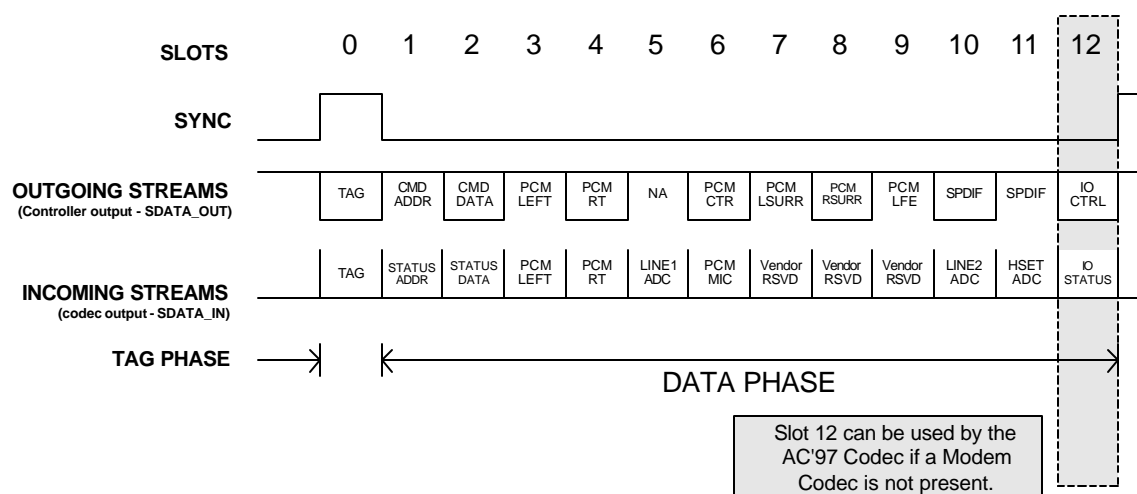 SLOTS 0 1 2 3 4 5 6 7 8 9 10 11 12
SYNC
OUTGOING STREAMS
(Controller output - SDATA_OUT)
TAG CMD ADDR CMD DATA PCM LEFT PCM RT NA PCM CTR PCM LSURR PCM RSURR PCM LFE SPDIF SPDIF IO CTRL
INCOMING STREAMS
(codec output - SDATA_IN)
TAG STATUS ADDR STATUS DATA PCM LEFT PCM RT LINE1 ADC PCM MIC Vendor RSVD Vendor RSVD Vendor RSVD LINE2 ADC HSET ADC IO STATUS
TAG PHASE
DATA PHASE
Slot 12 can be used by the
AC'97 Codec if a Modem
Codec is not present.